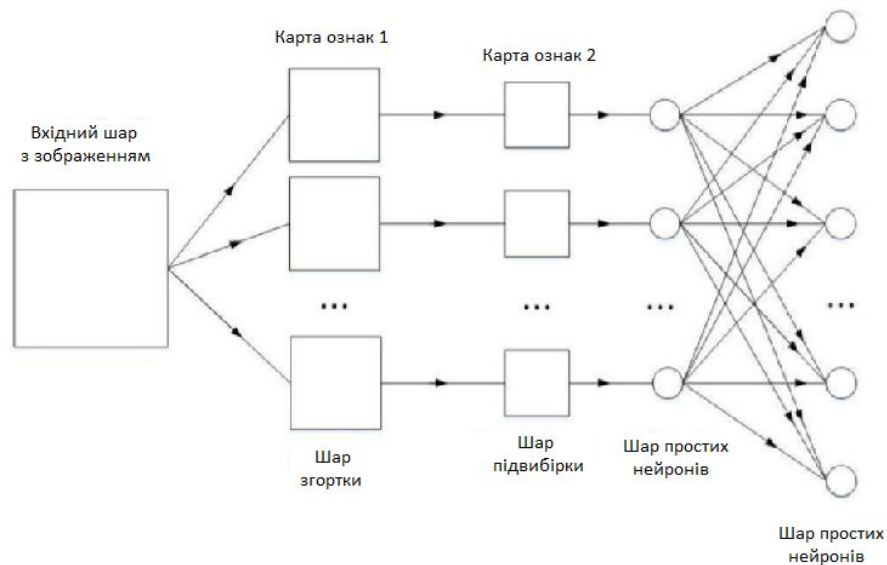 Карта ознак 1
Карта ознак 2
Вхідний шар
з зображенням
...
...
...
...
Шар
згортки
Шар
підвибірки
Шар простих
нейронів
Шар простих
нейронів